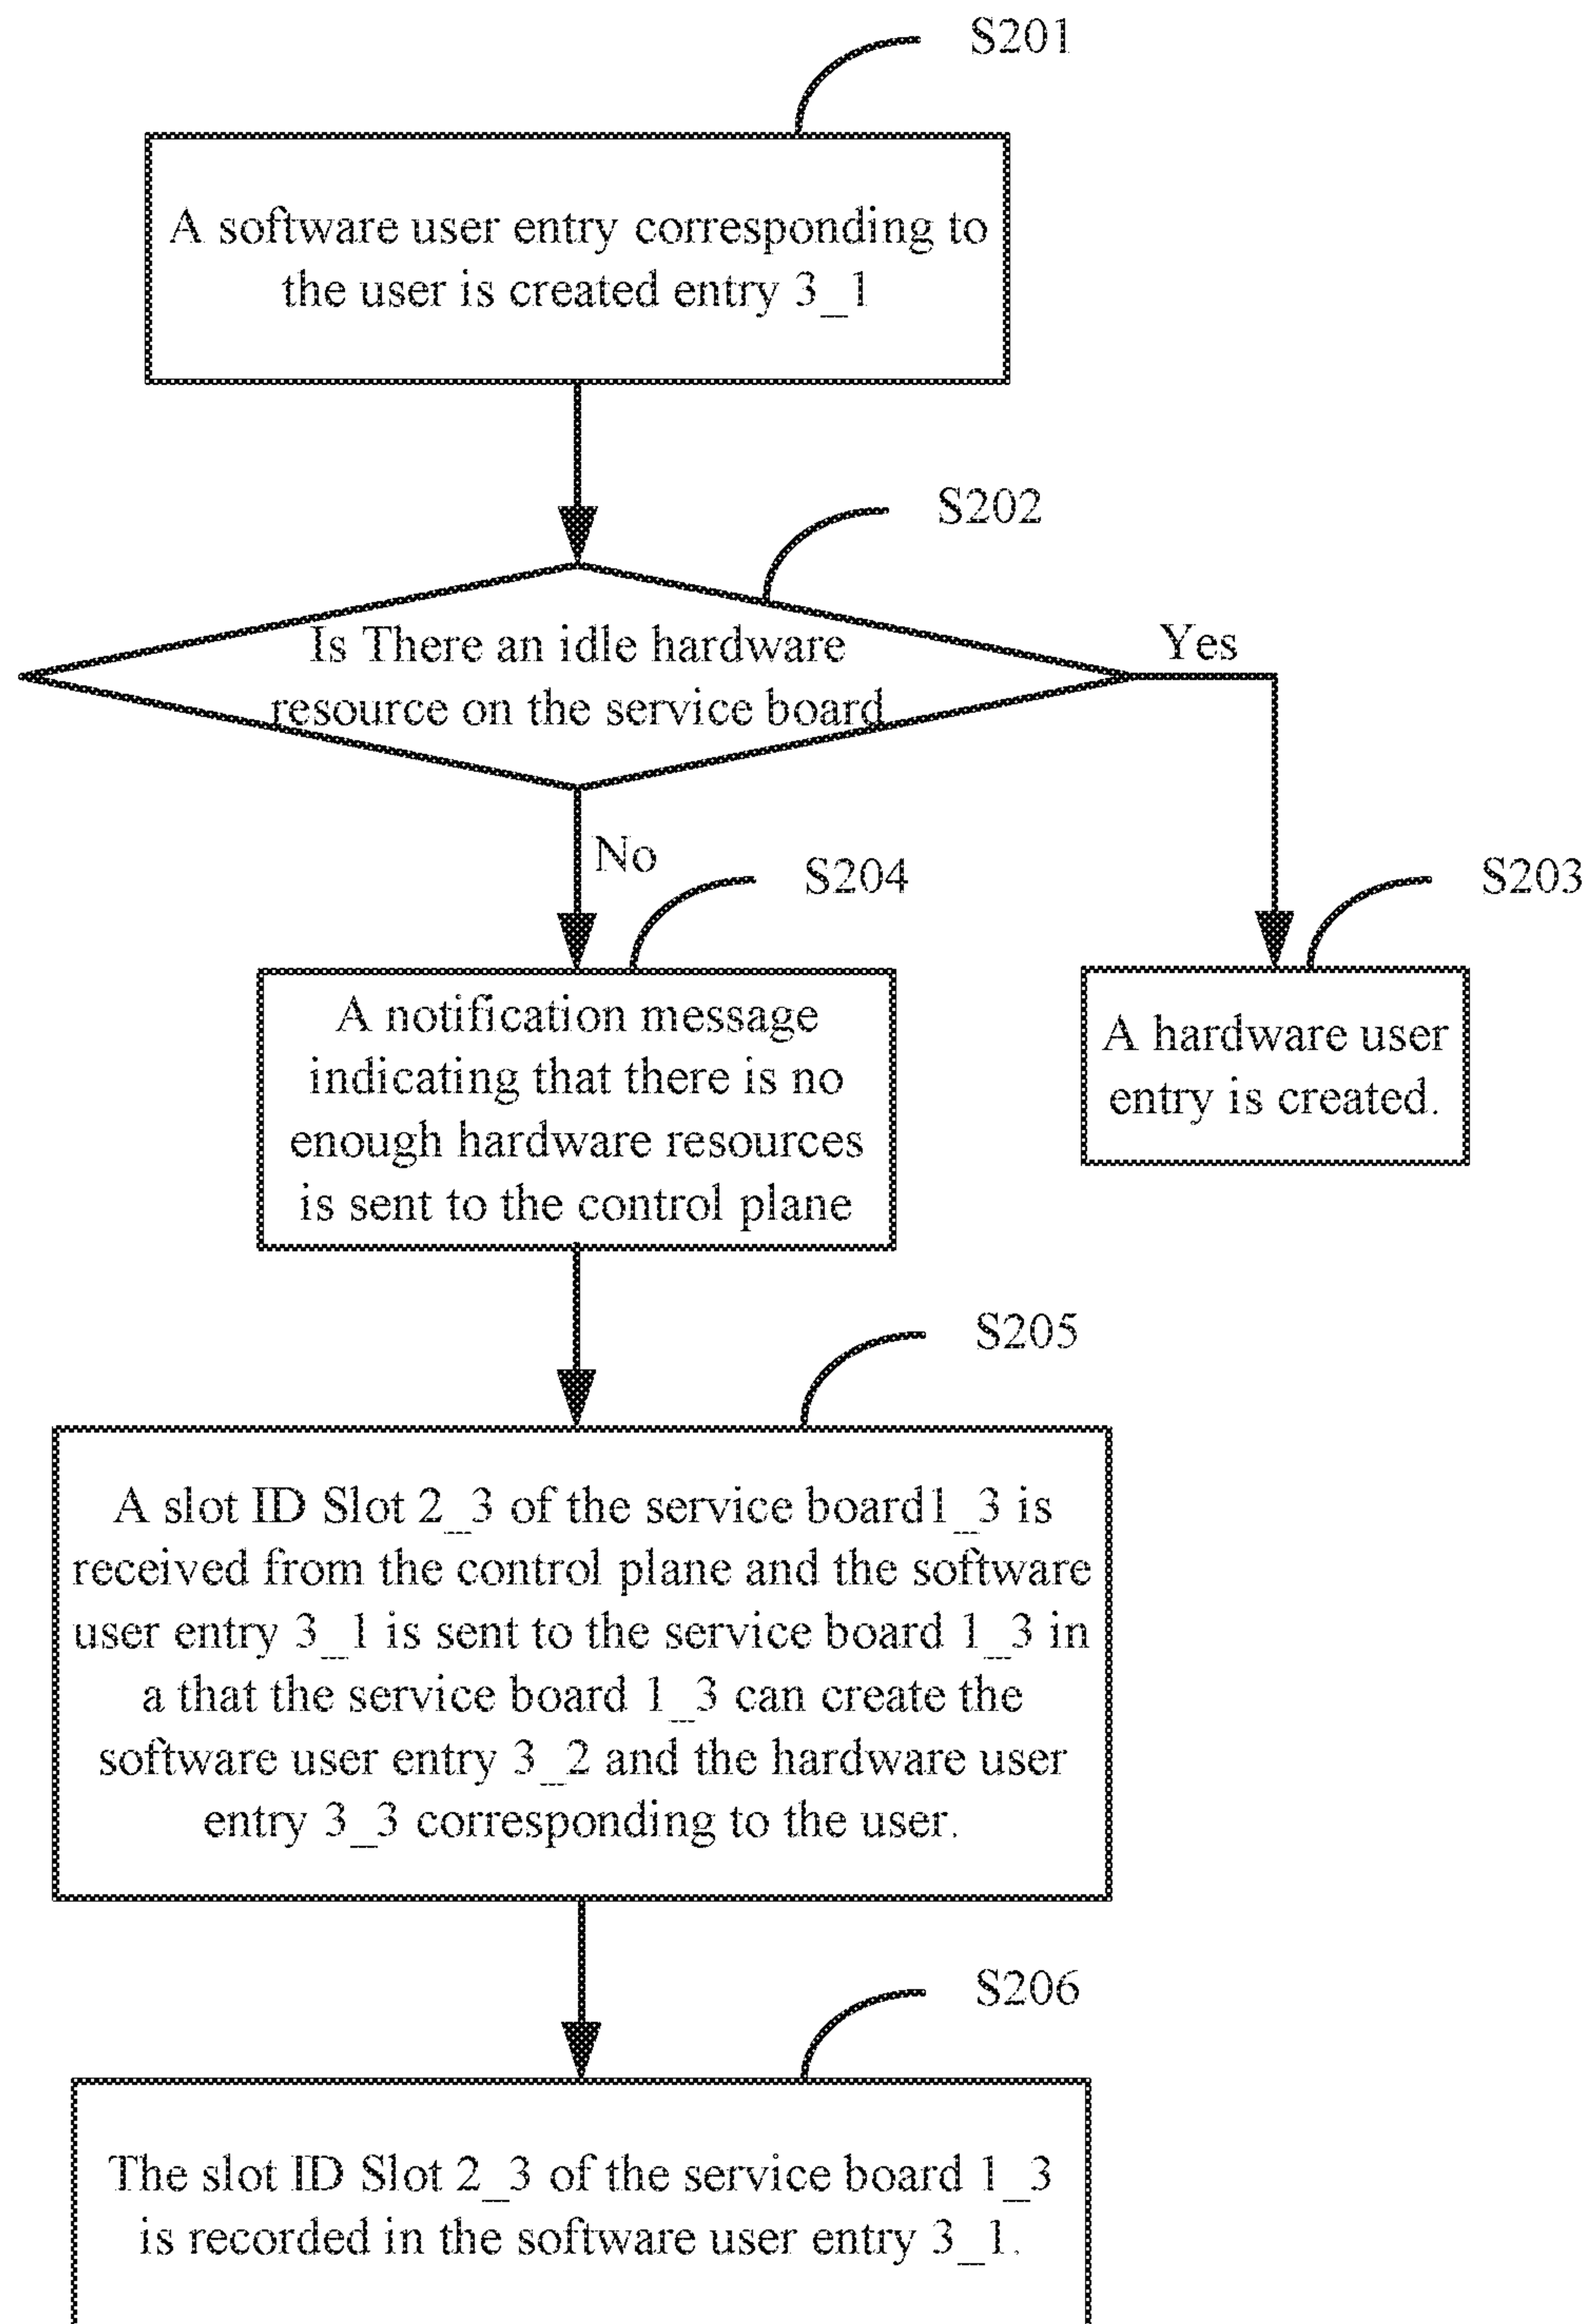 S201
A software user entry corresponding to
the user is created entry 3_1
S202
Is There an idle hardware
resource on the service board
Yes
No
S204
S203
A notification message
indicating that there is no
enough hardware resources
is sent to the control plane
A hardware user
entry is created.
S205
A slot ID Slot 2_3 of the service board1_3 is
received from the control plane and the software
user entry 3_1 is sent to the service board 1_3 in
a that the service board 1_3 can create the
software user entry 3_2 and the hardware user
entry 3_3 corresponding to the user.
S206
The slot ID Slot 2_3 of the service board 1_3
is recorded in the software user entry 3_1.